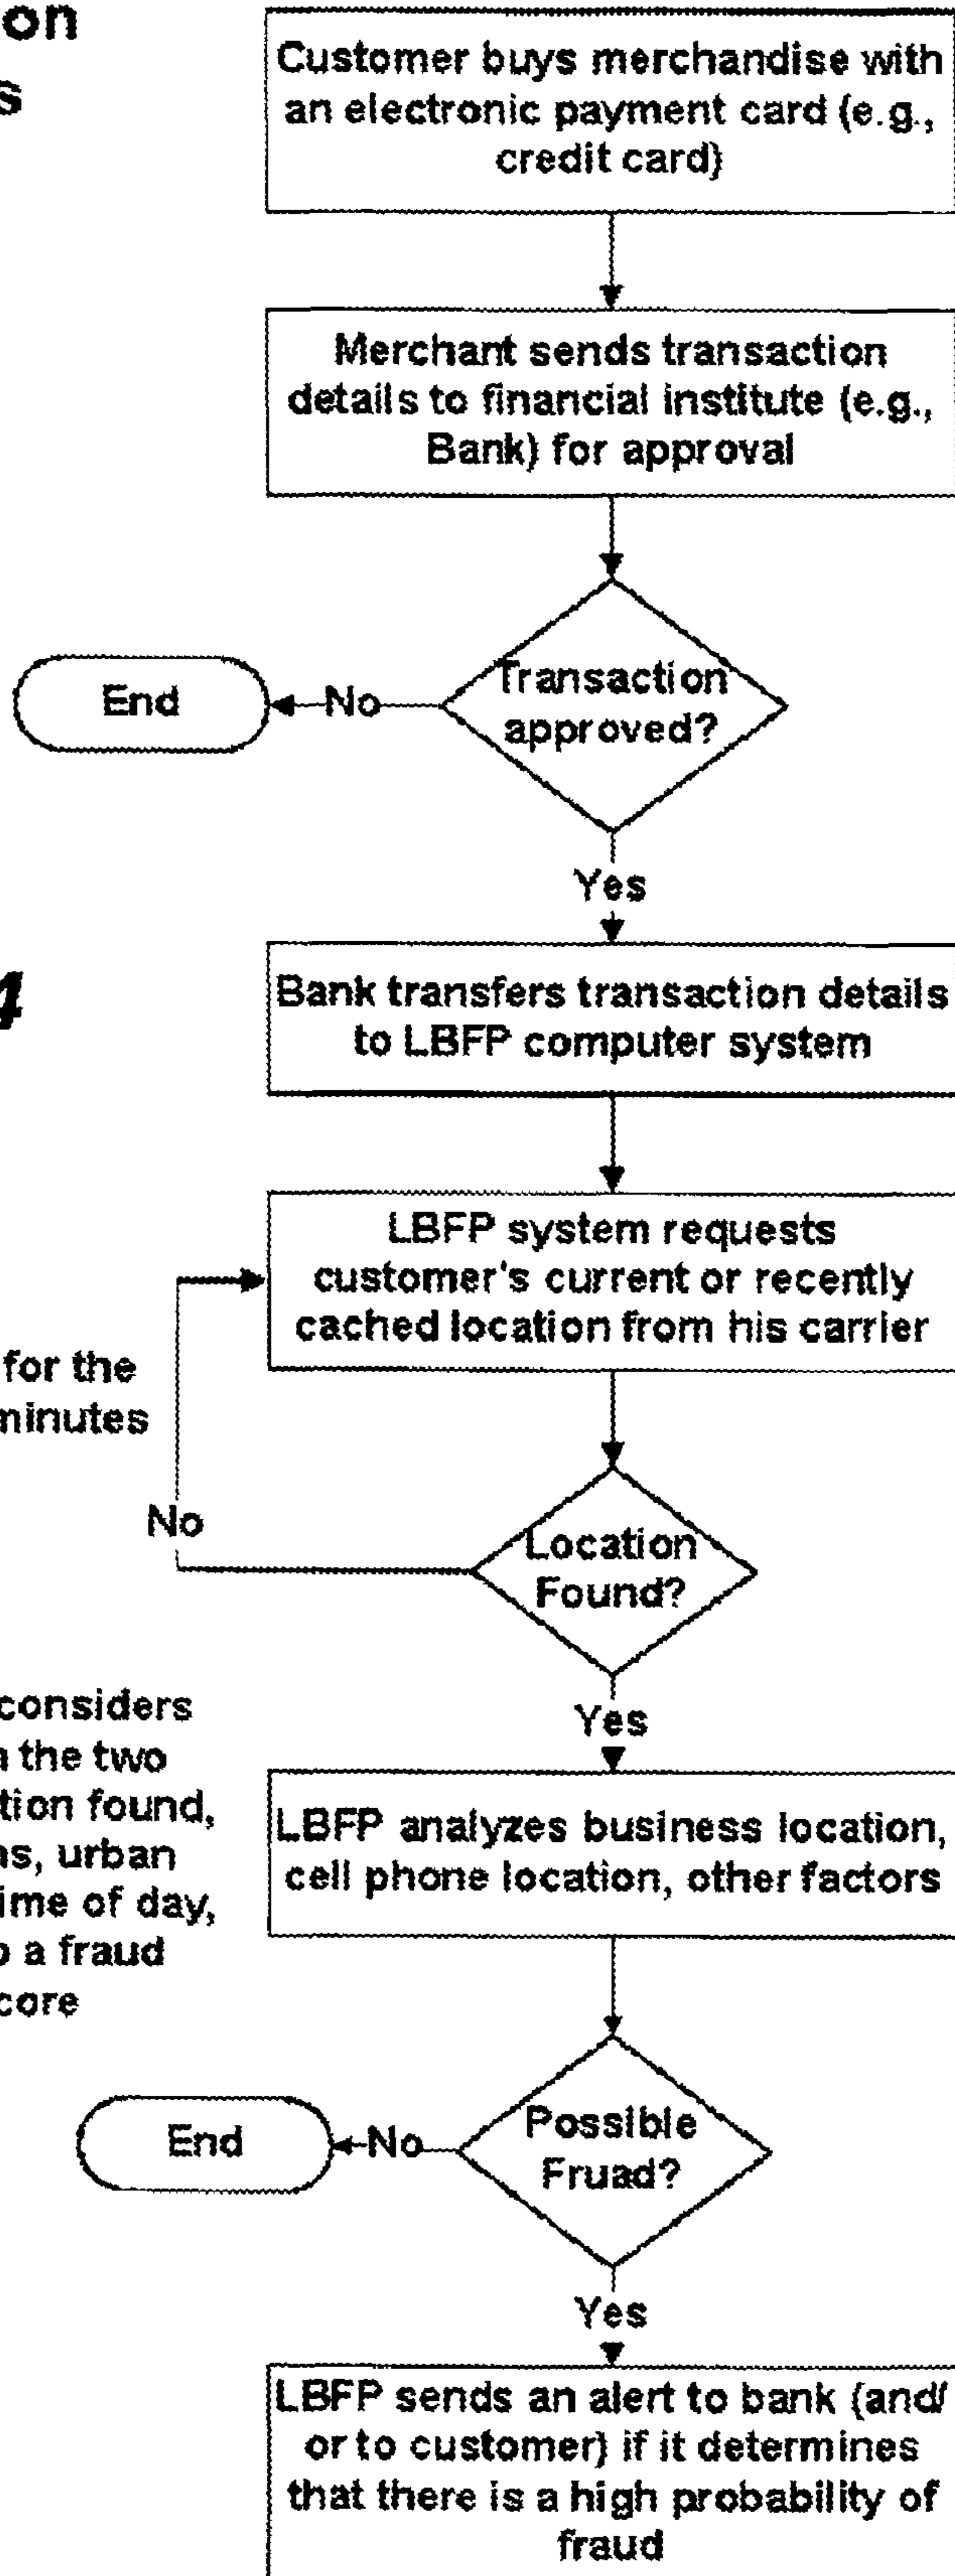 on
s
Customer buys merchandise with
an electronic payment card (e.g.,
credit card)
Merchant sends transaction
details to financial institute (e.g.,
Bank) for approval
Transaction
approved?
No
End
Yes
4
Bank transfers transaction details
to LBFP computer system
LBFP system requests
customer's current or recently
cached location from his carrier
for the
minutes
Location
Found?
No
Yes
considers
n the two
tion found,
ns, urban
ime of day,
o a fraud
core
LBFP analyzes business location,
cell phone location, other factors
Possible
Fruad?
No
End
Yes
LBFP sends an alert to bank (and/
or to customer) if it determines
that there is a high probability of
fraud